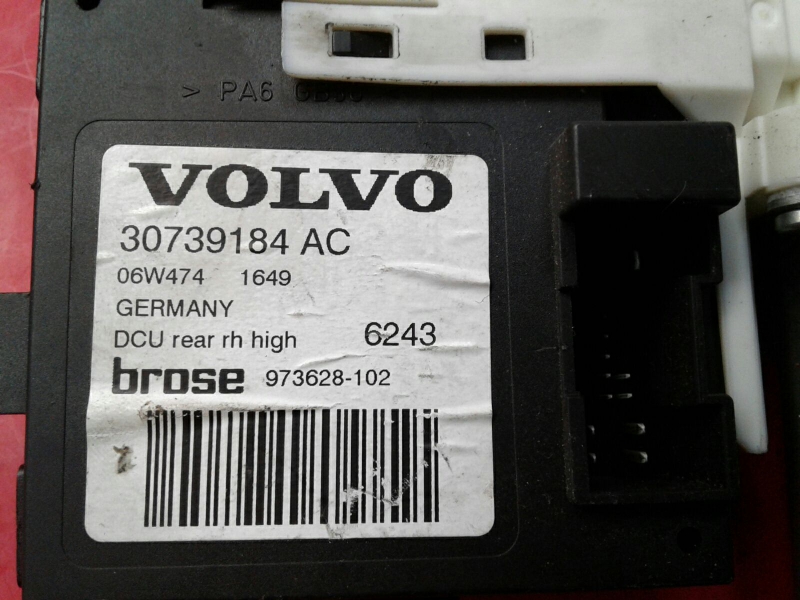 > PA6
VOLVO
30739184 AC
06W474 1649
GERMANY
DCU rear rh high 6243
brose 973628-102